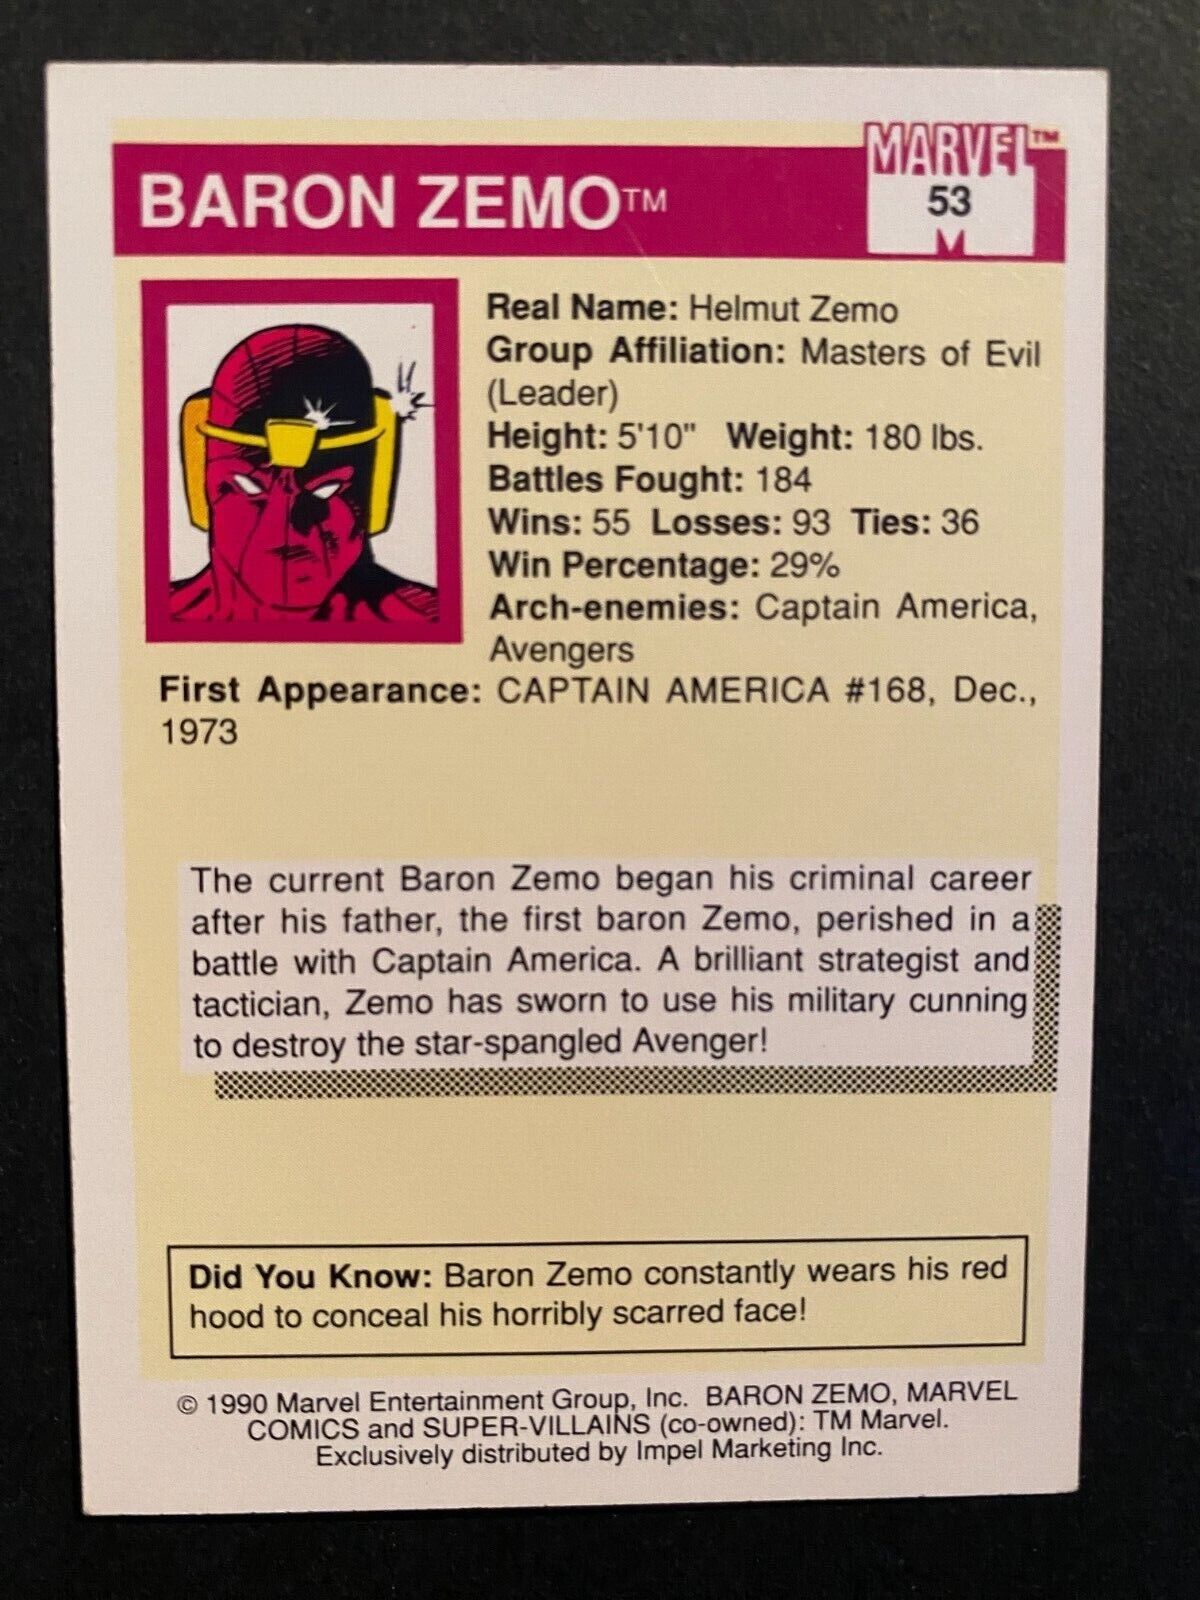 MARVEL™
BARON ZEMO™
53
Real Name: Helmut Zemo
Group Affiliation: Masters of Evil
(Leader)
Height: 5'10" Weight: 180 lbs.
Battles Fought: 184
Wins: 55 Losses: 93 Ties: 36
Win Percentage: 29%
Arch-enemies: Captain America,
Avengers
First Appearance: CAPTAIN AMERICA #168, Dec.,
1973
The current Baron Zemo began his criminal career
after his father, the first baron Zemo, perished in a
battle with Captain America. A brilliant strategist and
tactician, Zemo has sworn to use his military cunning
to destroy the star-spangled Avenger!
Did You Know: Baron Zemo constantly wears his red
hood to conceal his horribly scarred face!
© 1990 Marvel Entertainment Group, Inc. BARON ZEMO, MARVEL
COMICS and SUPER-VILLAINS (co-owned): TM Marvel.
Exclusively distributed by Impel Marketing Inc.